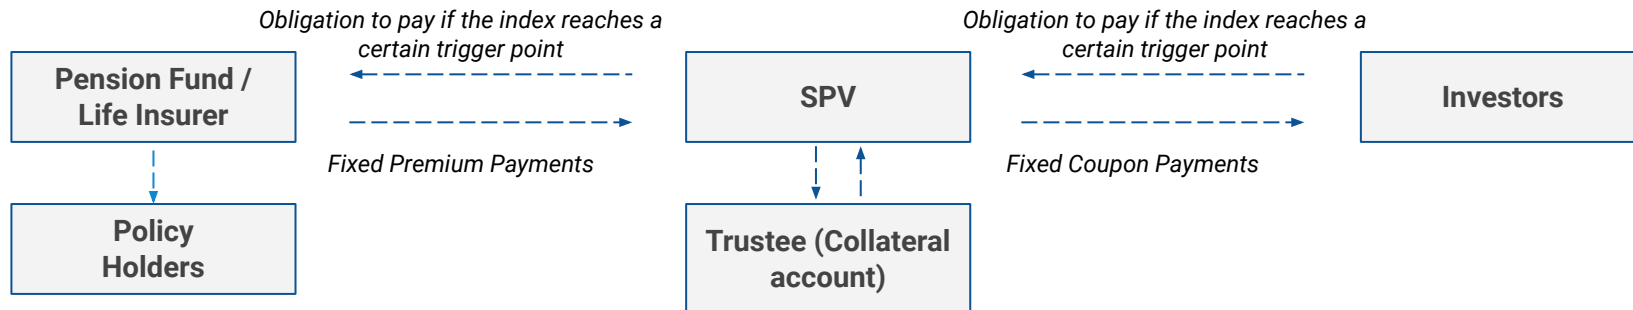 Obligation to pay if the index reaches a
certain trigger point
Obligation to pay if the index reaches a
certain trigger point
Pension Fund /
Life Insurer
SPV
Investors
Fixed Premium Payments
Fixed Coupon Payments
Policy
Holders
Trustee (Collateral
account)